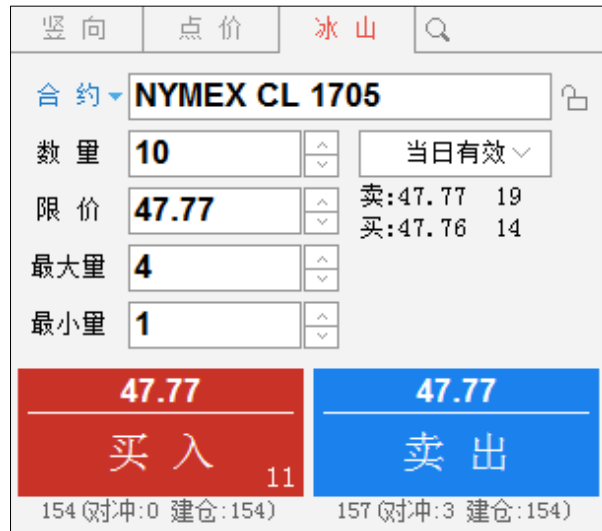 竖 向 点 价 冰 山
合 约 NYMEX CL 1705
数 量 10 当日有效
限 价 47.77 卖:47.77 19
买:47.76 14
最大量 4
最小量 1
47.77 47.77
买 入 11 卖 出
154(对冲:0 建仓:154) 157(对冲:3 建仓:154)